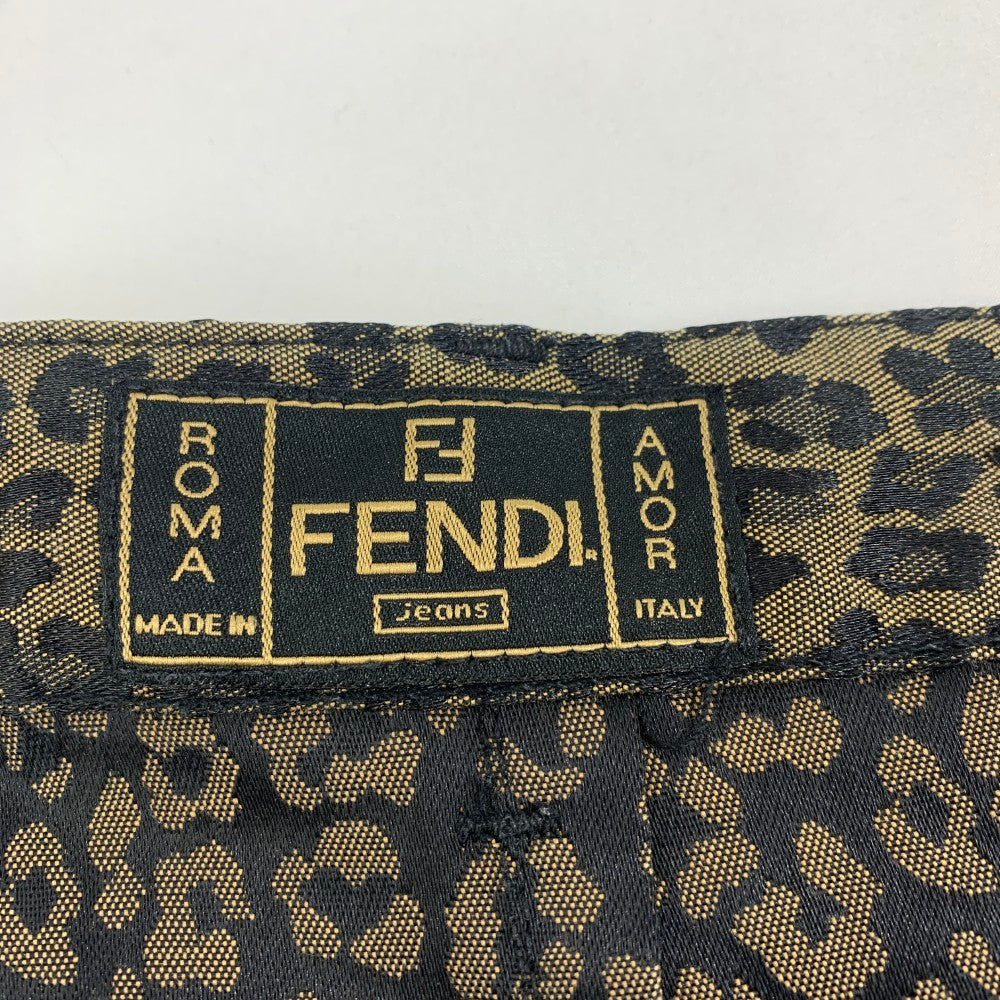 ROMA
MADE IN
FF
FENDI®
jeans
AMOR
ITALY